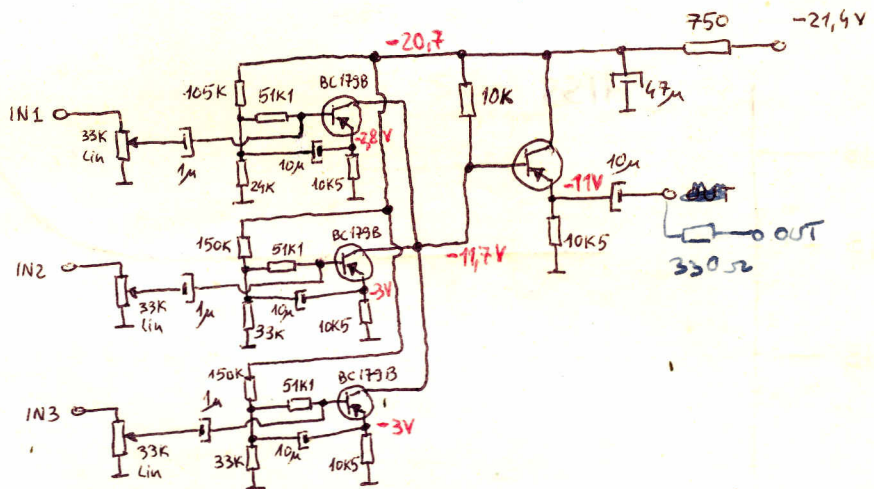 750
-21,4V
-20,7
105K
51K1
BC179B
10K
47μ
IN1
33K
Lin
1μ
10μ
-2,8V
24K
10K5
-11V
10μ
10K5
OUT
330Ω
150K
51K1
BC179B
-11,7V
IN2
33K
Lin
1μ
10μ
-3V
33K
10K5
150K
51K1
BC179B
1μ
IN3
33K
Lin
10μ
-3V
33K
10K5